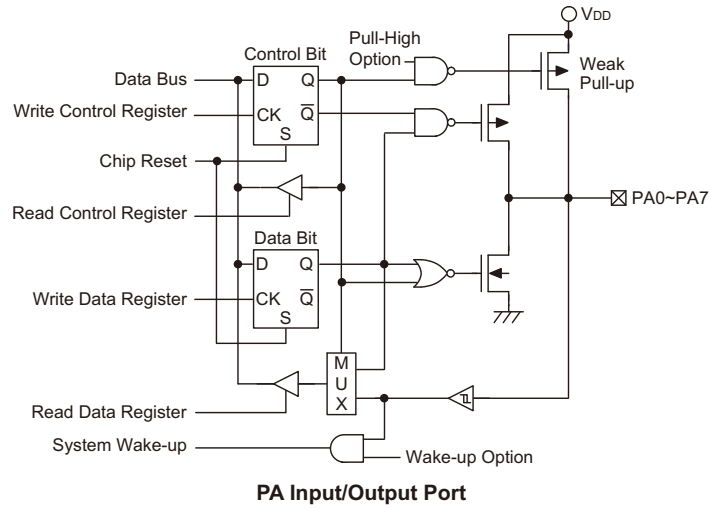 VDD
Pull-High
Option
Control Bit
Weak
Pull-up
Data Bus
D Q
Write Control Register
CK Q̅
S
Chip Reset
Read Control Register
PA0~PA7
Data Bit
D Q
Write Data Register
CK Q̅
S
M
U
X
Read Data Register
System Wake-up
Wake-up Option
PA Input/Output Port